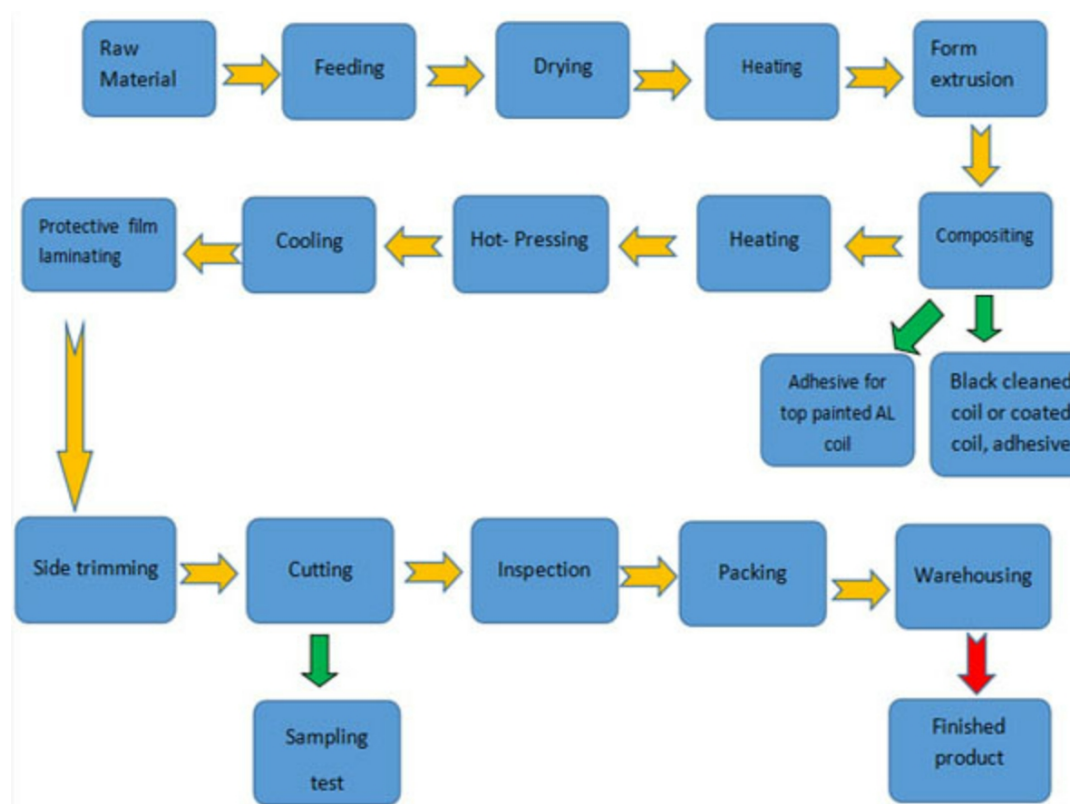 Raw
Material
Feeding
Drying
Heating
Form
extrusion
Protective film
laminating
Cooling
Hot- Pressing
Heating
Compositing
Adhesive for
top painted AL
coil
Black cleaned
coil or coated
coil, adhesive
Side trimming
Cutting
Inspection
Packing
Warehousing
Sampling
test
Finished
product